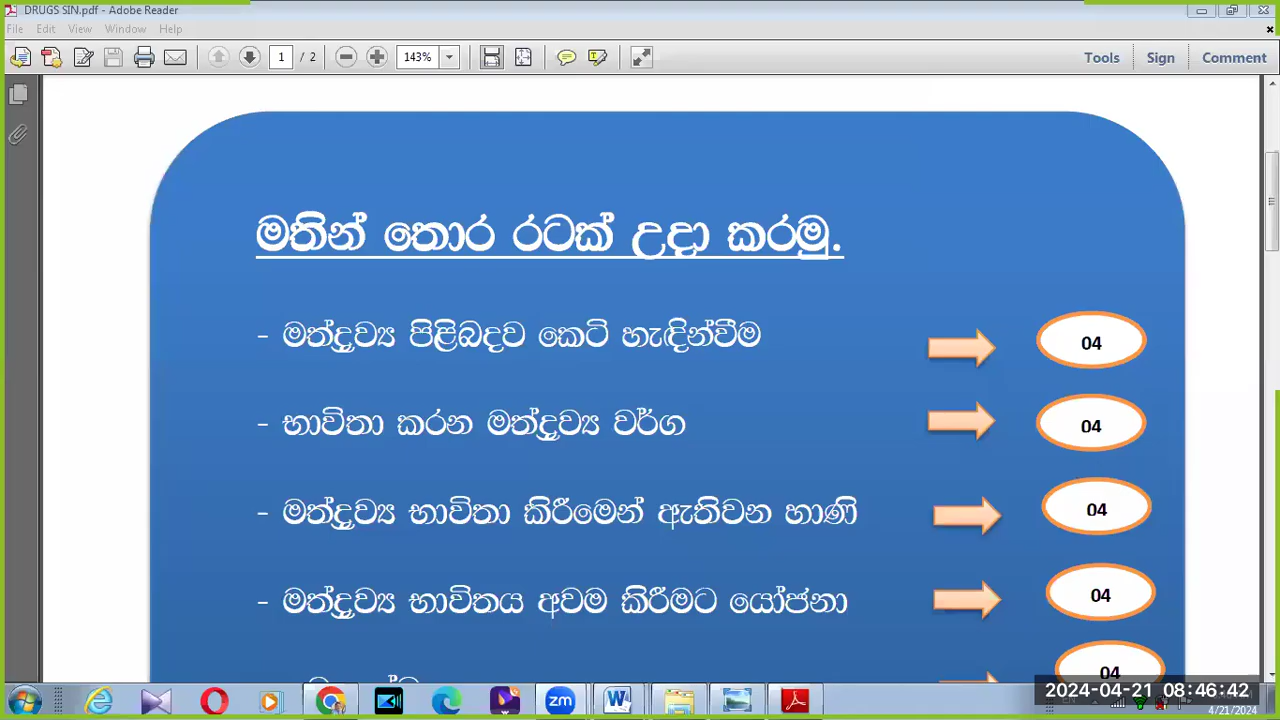 DRUGS SIN.pdf - Adobe Reader
File Edit View Window Help
1 / 2 143% Tools Sign Comment
මතින් තොර රටක් උදා කරමු.
- මත්ද්‍රව්‍ය පිළිබඳව කෙටි හැඳින්වීම 04
- භාවිතා කරන මත්ද්‍රව්‍ය වර්ග 04
- මත්ද්‍රව්‍ය භාවිතා කිරීමෙන් ඇතිවන හාණි 04
- මත්ද්‍රව්‍ය භාවිතය අවම කිරීමට යෝජනා 04
04
zm W
2024-04-21 08:46:42
4/21/2024